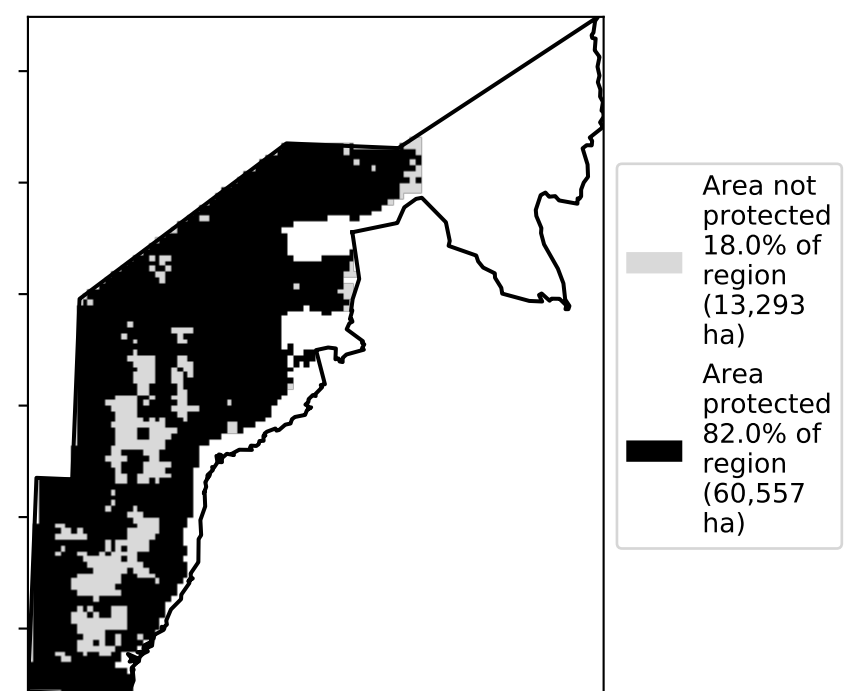 Area not
protected
18.0% of
region
(13,293
ha)
Area
protected
82.0% of
region
(60,557
ha)